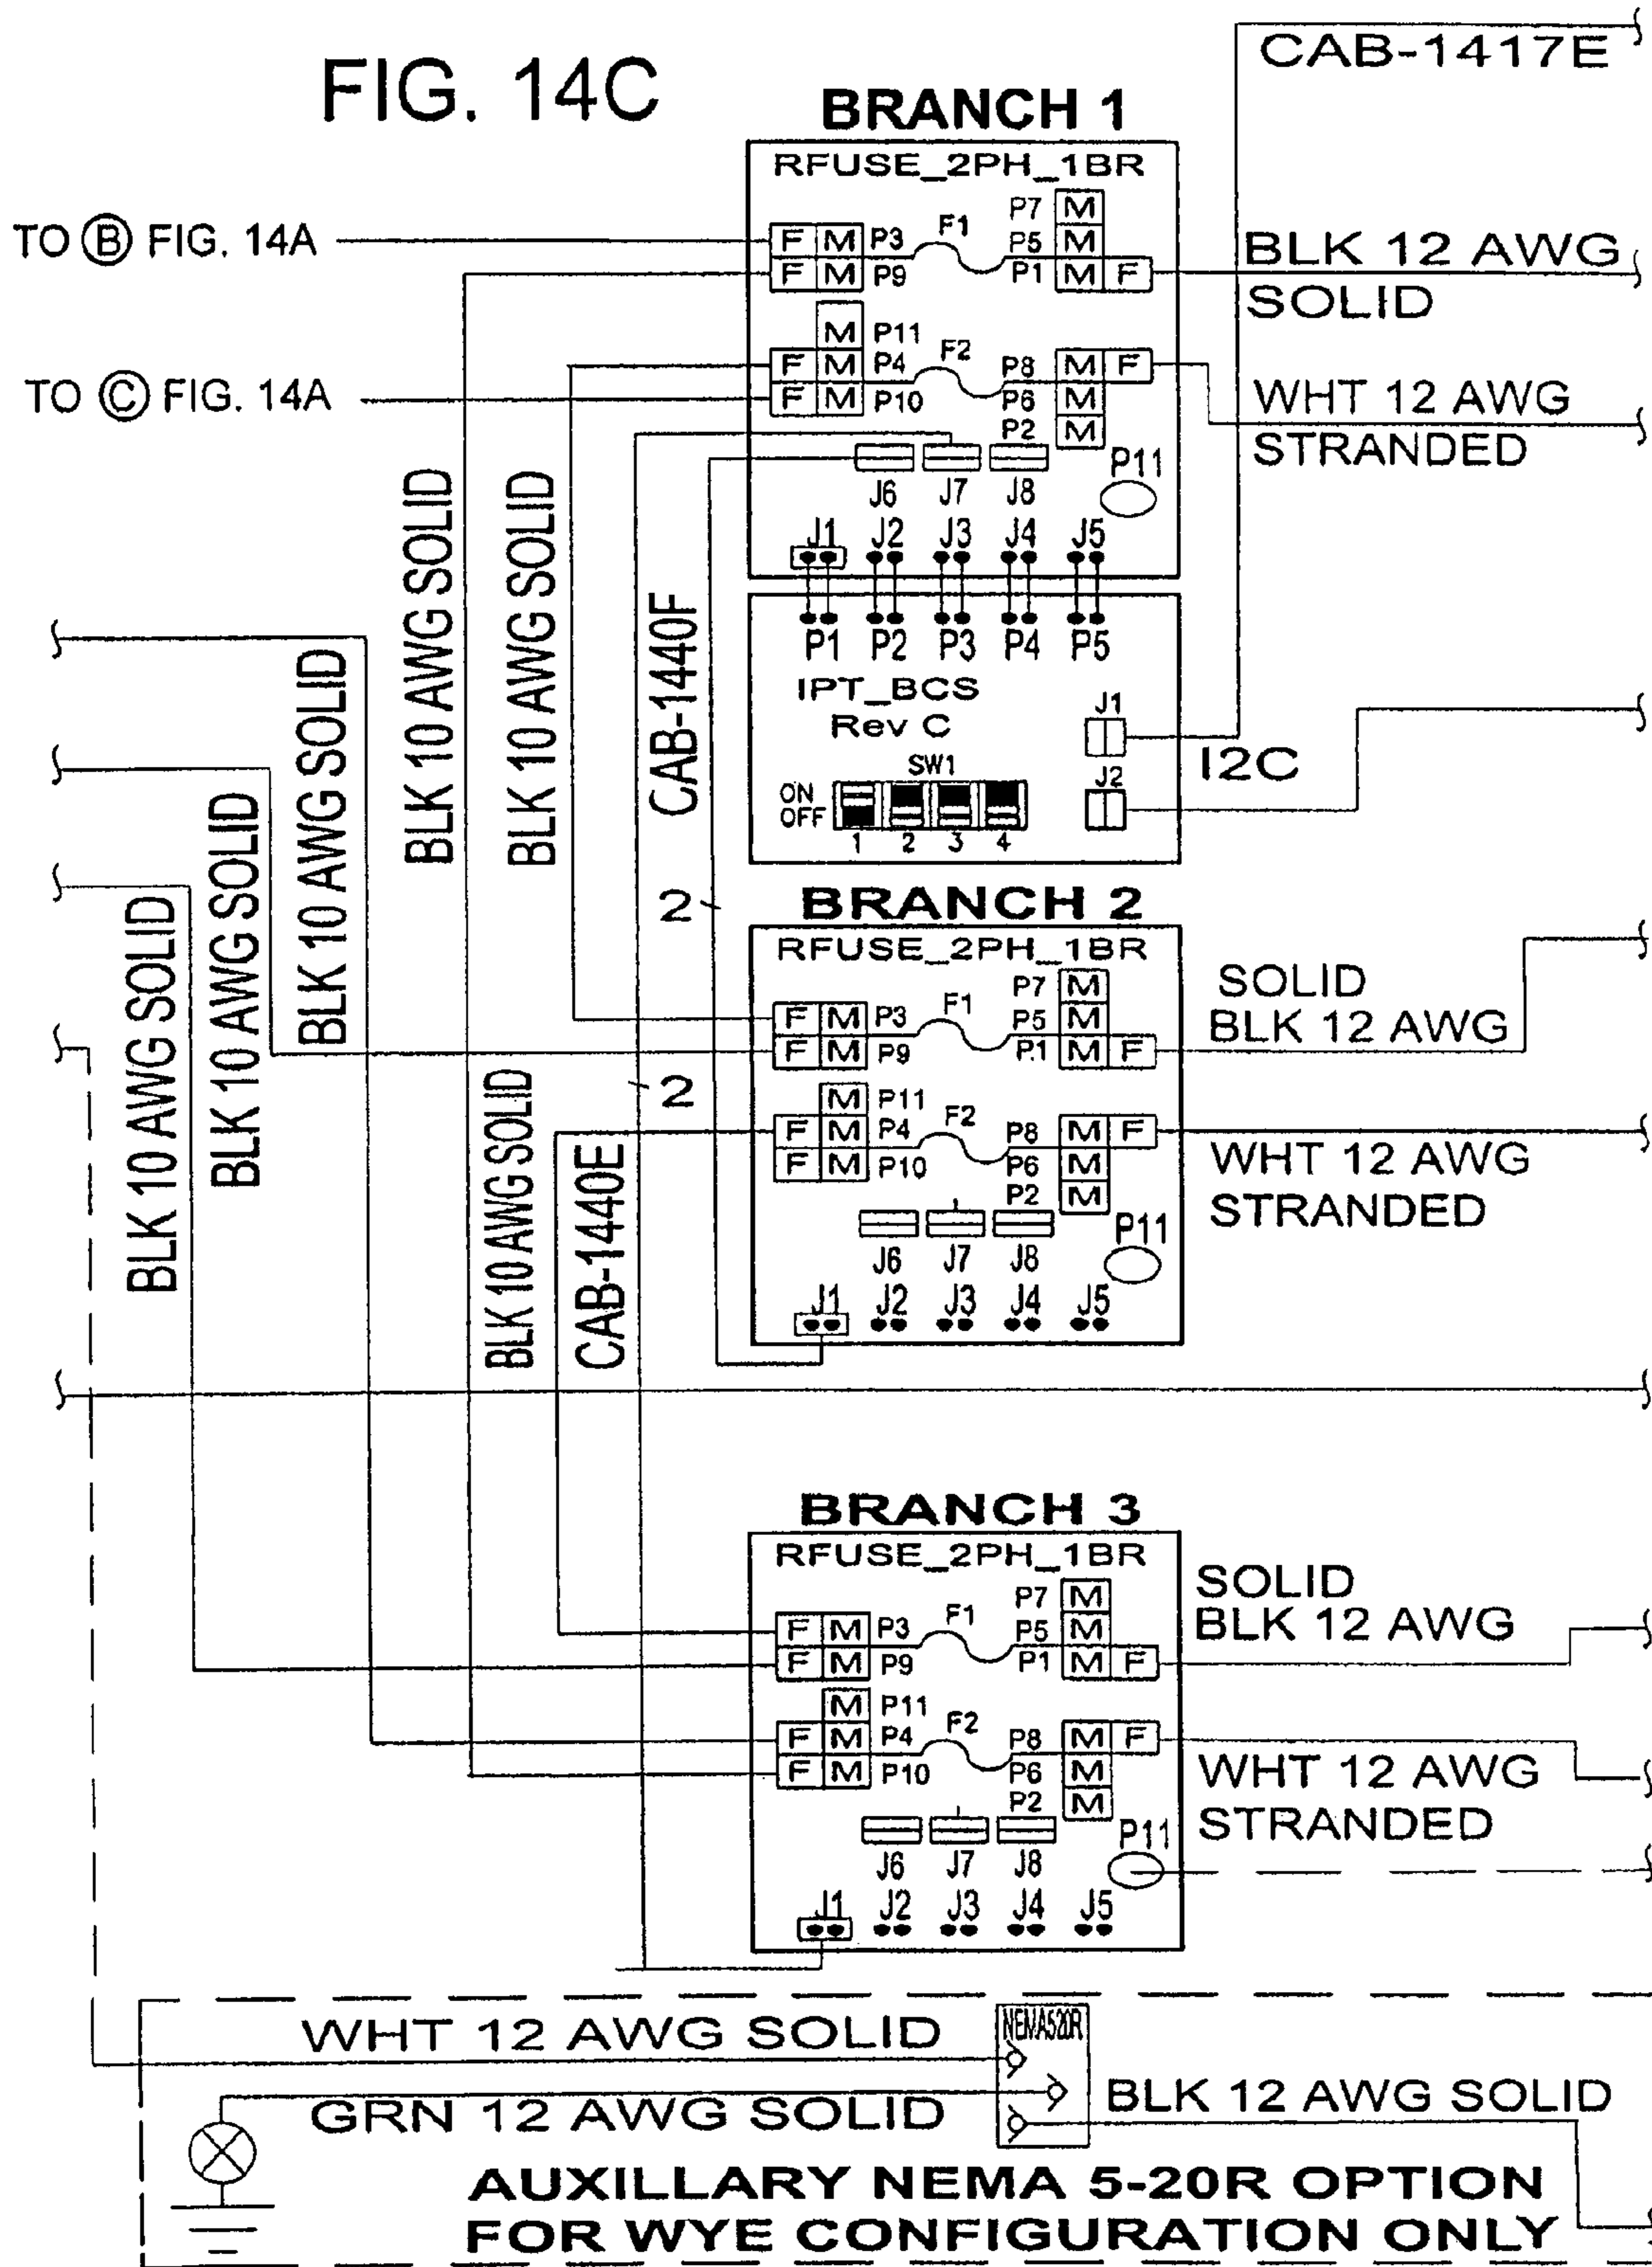 FIG. 14C
CAB-1417E
BRANCH 1
RFUSE_2PH_1BR
TO B FIG. 14A
F M P3 F1 P7 M
P5 M
F M P9 P1 M F
BLK 12 AWG
SOLID
M P11
F M P4 F2 P8 M F
TO C FIG. 14A
F M P10 P6 M
P2 M
WHT 12 AWG
STRANDED
J6 J7 J8 P11
J1 J2 J3 J4 J5
P1 P2 P3 P4 P5
IPT_BCS
Rev C
J1
I2C
SW1
ON
OFF
J2
1 2 3 4
BLK 10 AWG SOLID
BLK 10 AWG SOLID
BLK 10 AWG SOLID
BLK 10 AWG SOLID
BLK 10 AWG SOLID
CAB-1440F
2
BRANCH 2
RFUSE_2PH_1BR
P7 M
F M P3 F1 P5 M
F M P9 P1 M F
SOLID
BLK 12 AWG
2
M P11
F M P4 F2 P8 M F
F M P10 P6 M
P2 M
WHT 12 AWG
STRANDED
BLK 10 AWG SOLID
CAB-1440E
J6 J7 J8 P11
J1 J2 J3 J4 J5
BRANCH 3
RFUSE_2PH_1BR
P7 M
F M P3 F1 P5 M
F M P9 P1 M F
SOLID
BLK 12 AWG
M P11
F M P4 F2 P8 M F
F M P10 P6 M
P2 M
WHT 12 AWG
STRANDED
J6 J7 J8 P11
J1 J2 J3 J4 J5
WHT 12 AWG SOLID
NEMA520R
GRN 12 AWG SOLID
BLK 12 AWG SOLID
AUXILLARY NEMA 5-20R OPTION
FOR WYE CONFIGURATION ONLY